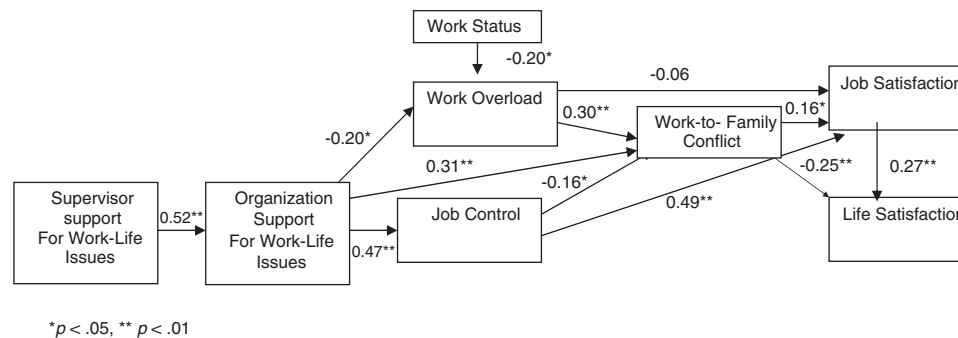 Work Status
-0.20*
Work Overload
-0.06
Job Satisfaction
0.30**
Work-to- Family
Conflict
0.16*
-0.20*
0.31**
-0.16*
-0.25**
0.27**
Supervisor
support
For Work-Life
Issues
0.52**
Organization
Support
For Work-Life
Issues
0.47**
Job Control
0.49**
Life Satisfaction
*p < .05, ** p < .01